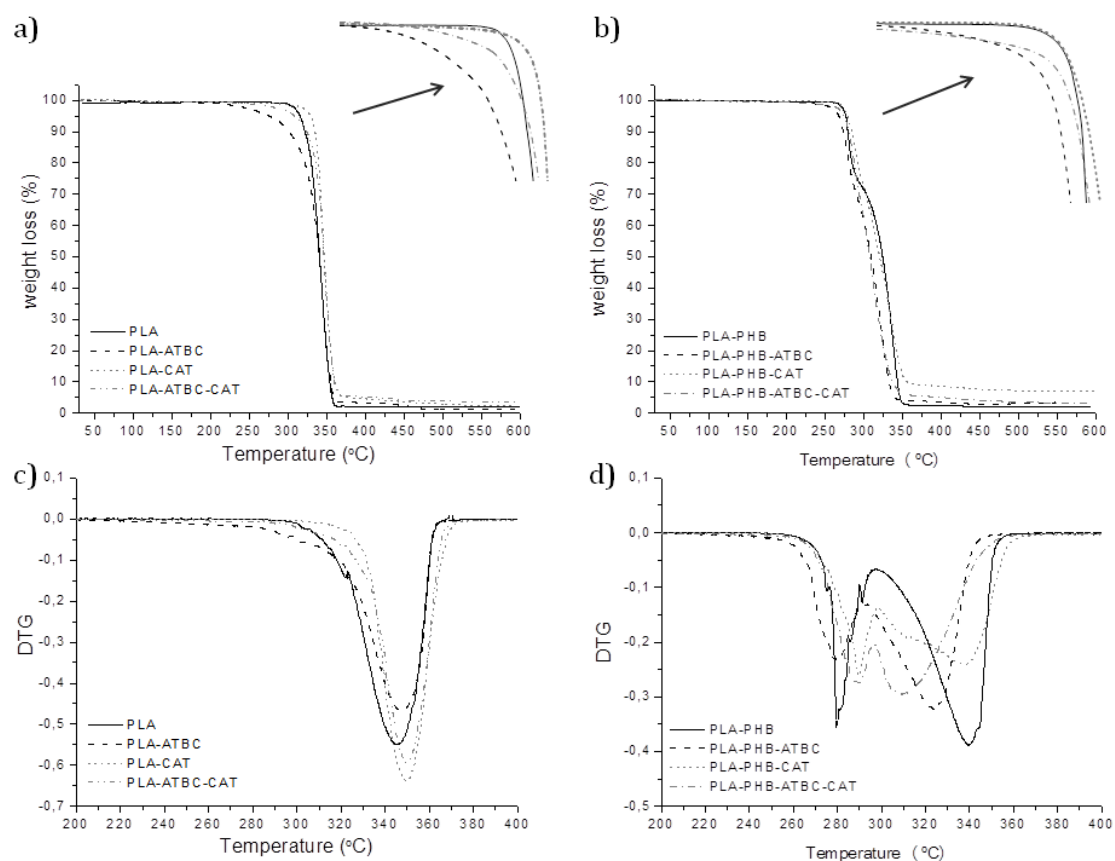 a)
100
90
80
70
60
50
40
30
20
10
0
weight loss (%)
PLA
PLA-ATBC
PLA-CAT
PLA-ATBC-CAT
50 100 150 200 250 300 350 400 450 500 550 600
Temperature (ºC)
b)
100
90
80
70
60
50
40
30
20
10
0
weight loss (%)
PLA-PHB
PLA-PHB-ATBC
PLA-PHB-CAT
PLA-PHB-ATBC-CAT
50 100 150 200 250 300 350 400 450 500 550 600
Temperature ( ºC)
c)
0,1
0,0
-0,1
-0,2
-0,3
-0,4
-0,5
-0,6
-0,7
DTG
PLA
PLA-ATBC
PLA-CAT
PLA-ATBC-CAT
200 220 240 260 280 300 320 340 360 380 400
Temperature (ºC)
d)
0,1
0,0
-0,1
-0,2
-0,3
-0,4
-0,5
DTG
PLA-PHB
PLA-PHB-ATBC
PLA-PHB-CAT
PLA-PHB-ATBC-CAT
200 220 240 260 280 300 320 340 360 380 400
Temperature ( ºC)